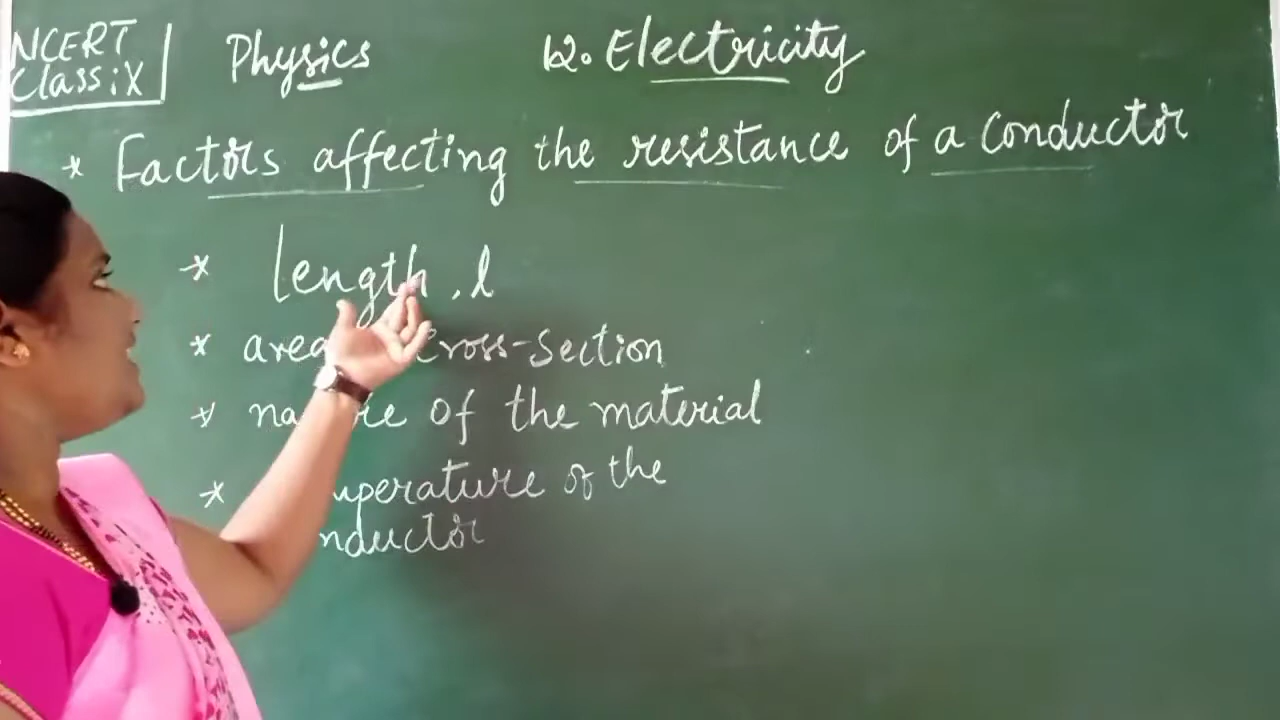 NCERT Physics 12. Electricity
Class iX
* Factors affecting the resistance of a Conductor
* Length, l
* area Cross-Section
* nature of the material
* temperature of the
conductor